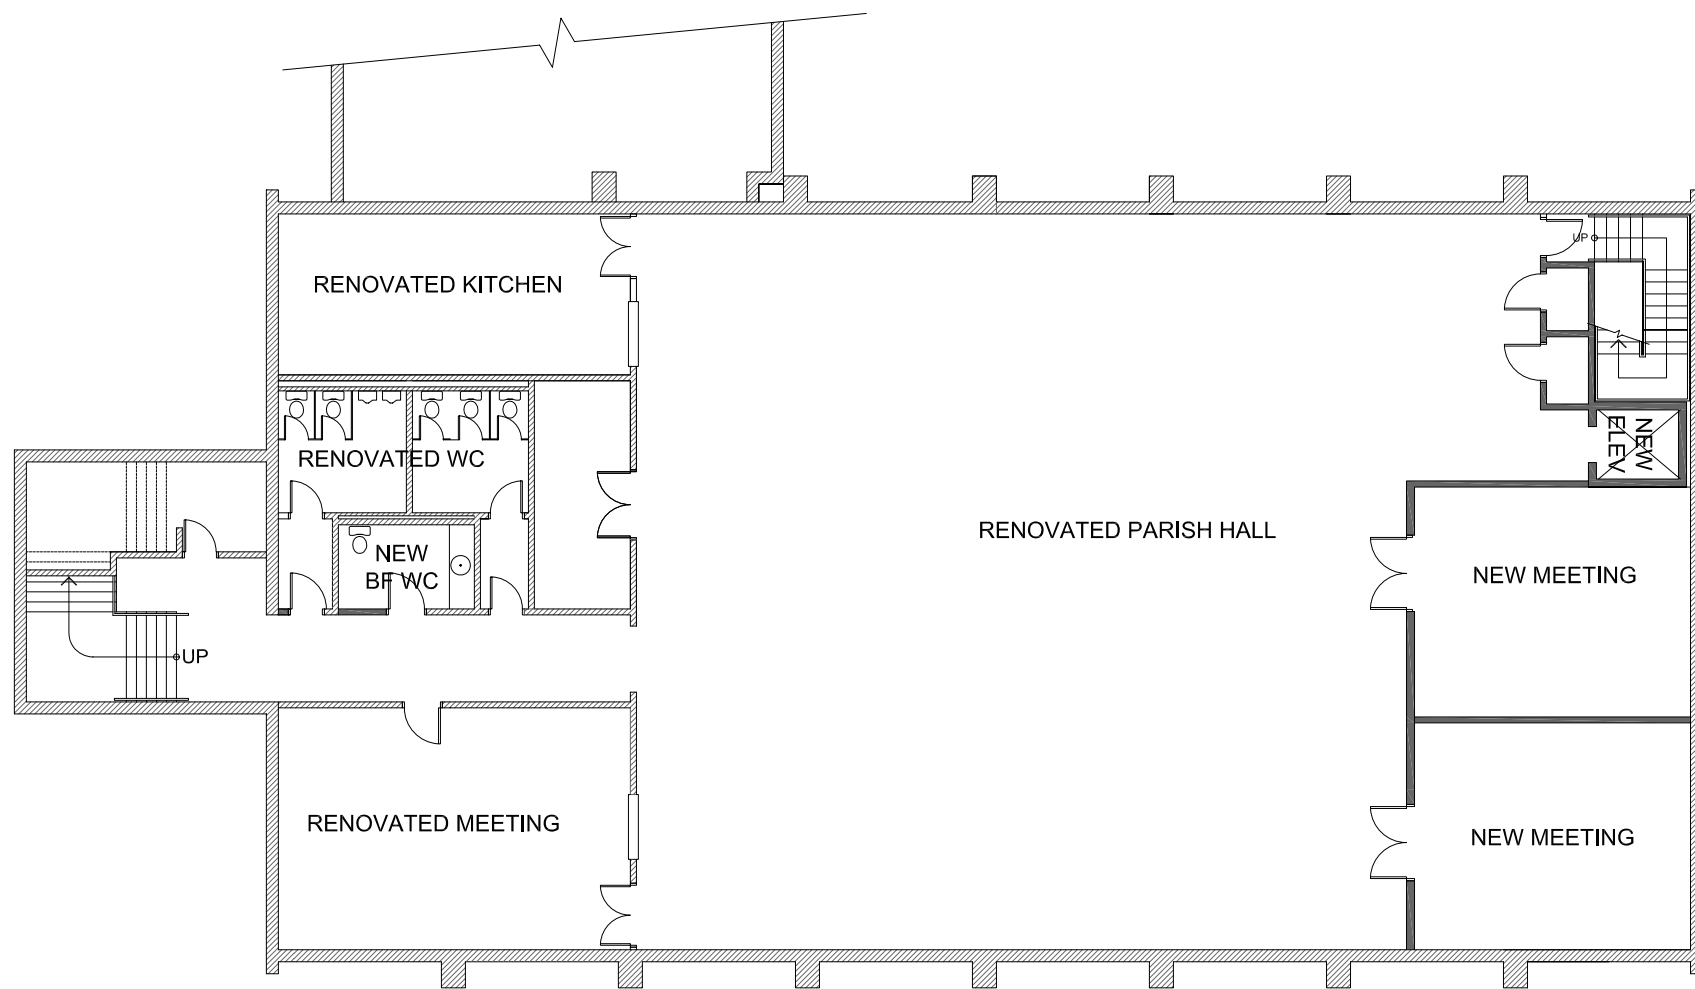 UP
RENOVATED KITCHEN
NEW
ELEV
RENOVATED WC
RENOVATED PARISH HALL
NEW
BF WC
NEW MEETING
UP
RENOVATED MEETING
NEW MEETING